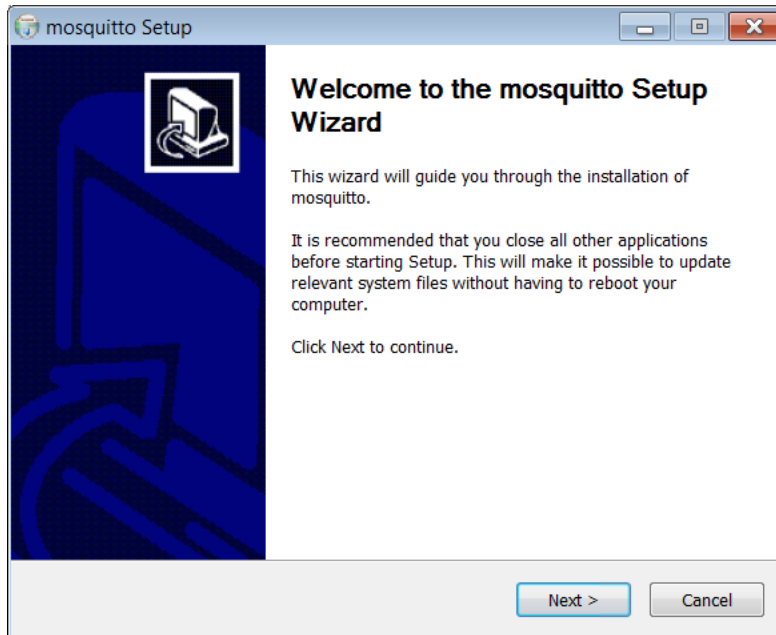 mosquitto Setup
Welcome to the mosquitto Setup
Wizard
This wizard will guide you through the installation of
mosquitto.
It is recommended that you close all other applications
before starting Setup. This will make it possible to update
relevant system files without having to reboot your
computer.
Click Next to continue.
Next >
Cancel